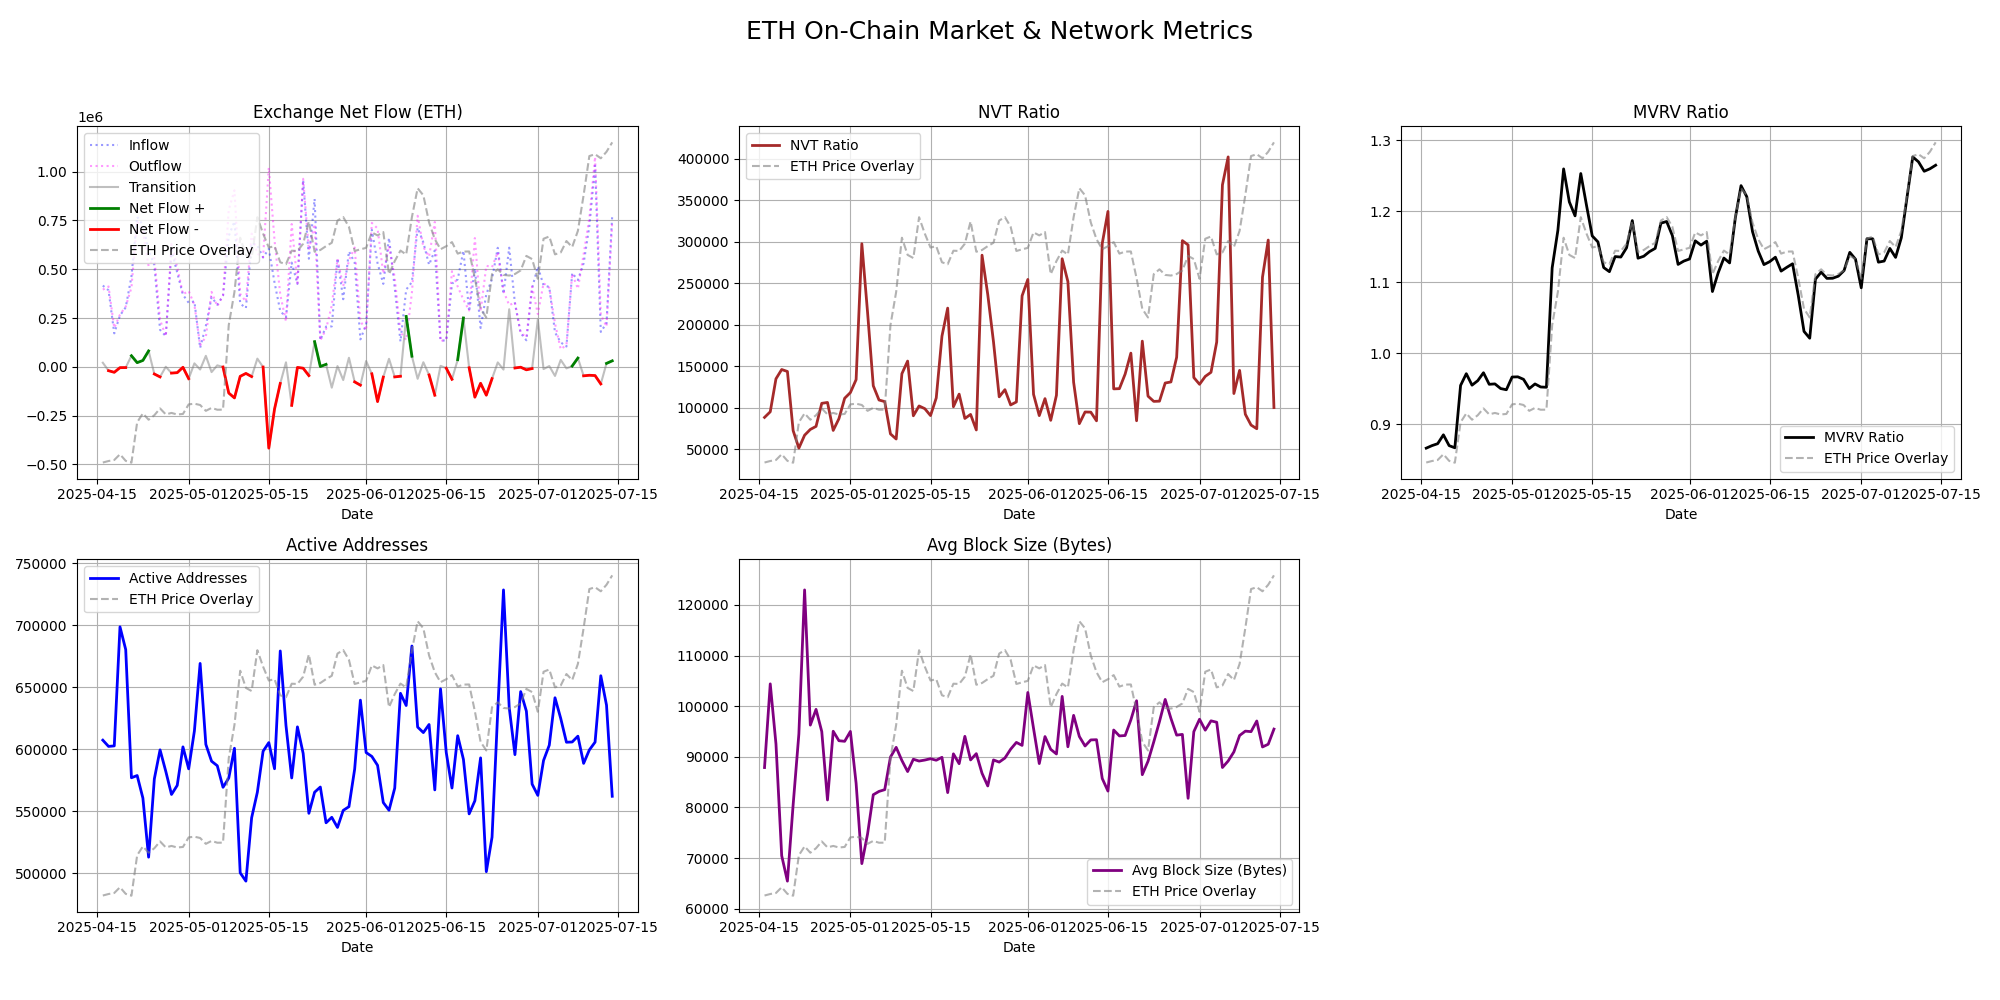 ETH On-Chain Market & Network Metrics
Exchange Net Flow (ETH)
1e6
Inflow
Outflow
Transition
Net Flow +
Net Flow -
ETH Price Overlay
1.00
0.75
0.50
0.25
0.00
−0.25
−0.50
2025-04-15 2025-05-01 2025-05-15 2025-06-01 2025-06-15 2025-07-01 2025-07-15
Date
NVT Ratio
NVT Ratio
ETH Price Overlay
400000
350000
300000
250000
200000
150000
100000
50000
2025-04-15 2025-05-01 2025-05-15 2025-06-01 2025-06-15 2025-07-01 2025-07-15
Date
MVRV Ratio
1.3
1.2
1.1
1.0
0.9
MVRV Ratio
ETH Price Overlay
2025-04-15 2025-05-01 2025-05-15 2025-06-01 2025-06-15 2025-07-01 2025-07-15
Date
Active Addresses
Active Addresses
ETH Price Overlay
750000
700000
650000
600000
550000
500000
2025-04-15 2025-05-01 2025-05-15 2025-06-01 2025-06-15 2025-07-01 2025-07-15
Date
Avg Block Size (Bytes)
120000
110000
100000
90000
80000
70000
60000
Avg Block Size (Bytes)
ETH Price Overlay
2025-04-15 2025-05-01 2025-05-15 2025-06-01 2025-06-15 2025-07-01 2025-07-15
Date